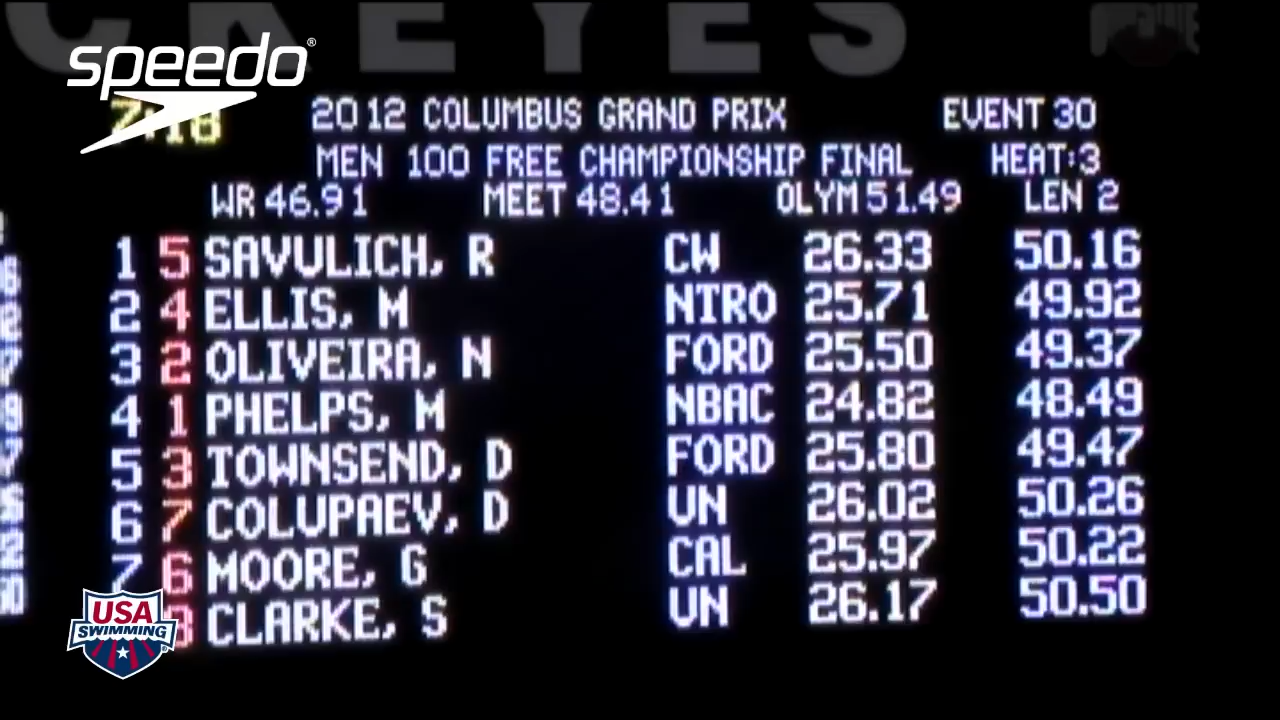 CKEYES
speedo®
7:18 2012 COLUMBUS GRAND PRIX EVENT 30
MEN 100 FREE CHAMPIONSHIP FINAL HEAT:3
WR 46.91 MEET 48.41 OLYM 51.49 LEN 2
1 5 SAVULICH, R CW 26.33 50.16
2 4 ELLIS, M NTRO 25.71 49.92
3 2 OLIVEIRA, N FORD 25.50 49.37
4 1 PHELPS, M NBAC 24.82 48.49
5 3 TOWNSEND, D FORD 25.80 49.47
6 7 COLUPAEV, D UN 26.02 50.26
7 6 MOORE, G CAL 25.97 50.22
8 CLARKE, S UN 26.17 50.50
USA
SWIMMING®